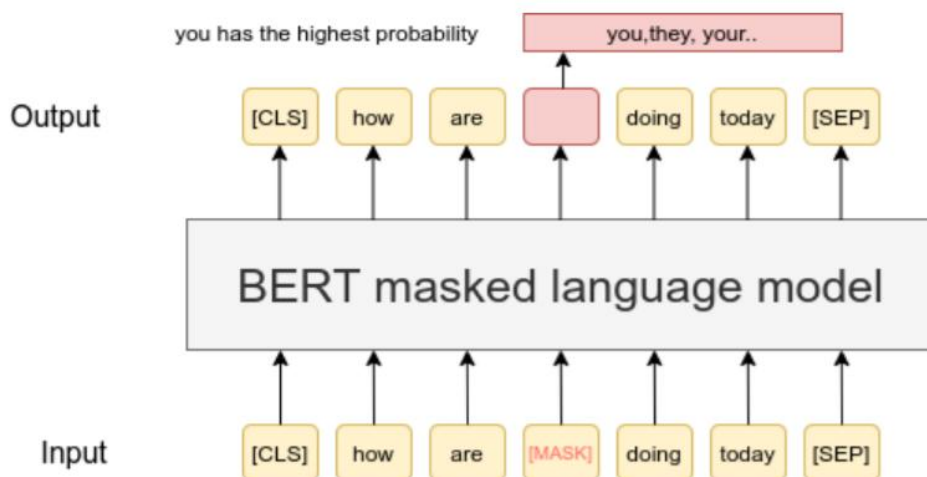 you has the highest probability
you,they, your..
Output
[CLS] how are doing today [SEP]
BERT masked language model
Input
[CLS] how are [MASK] doing today [SEP]